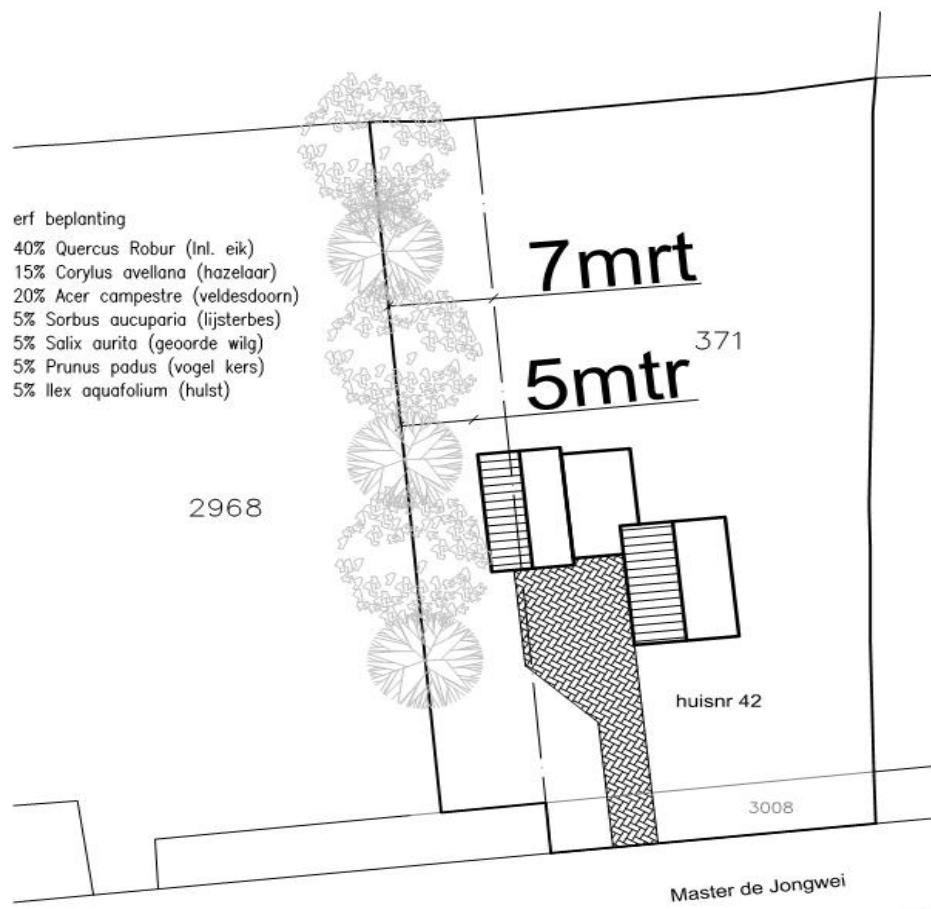 erf beplanting
40% Quercus Robur (Inl. eik)
15% Corylus avellana (hazelaar)
20% Acer campestre (veldesdoorn)
5% Sorbus aucuparia (lijsterbes)
5% Salix aurita (geoorde wilg)
5% Prunus padus (vogel kers)
5% Ilex aquafolium (hulst)
7mrt
371
5mtr
2968
huisnr 42
3008
Master de Jongwei